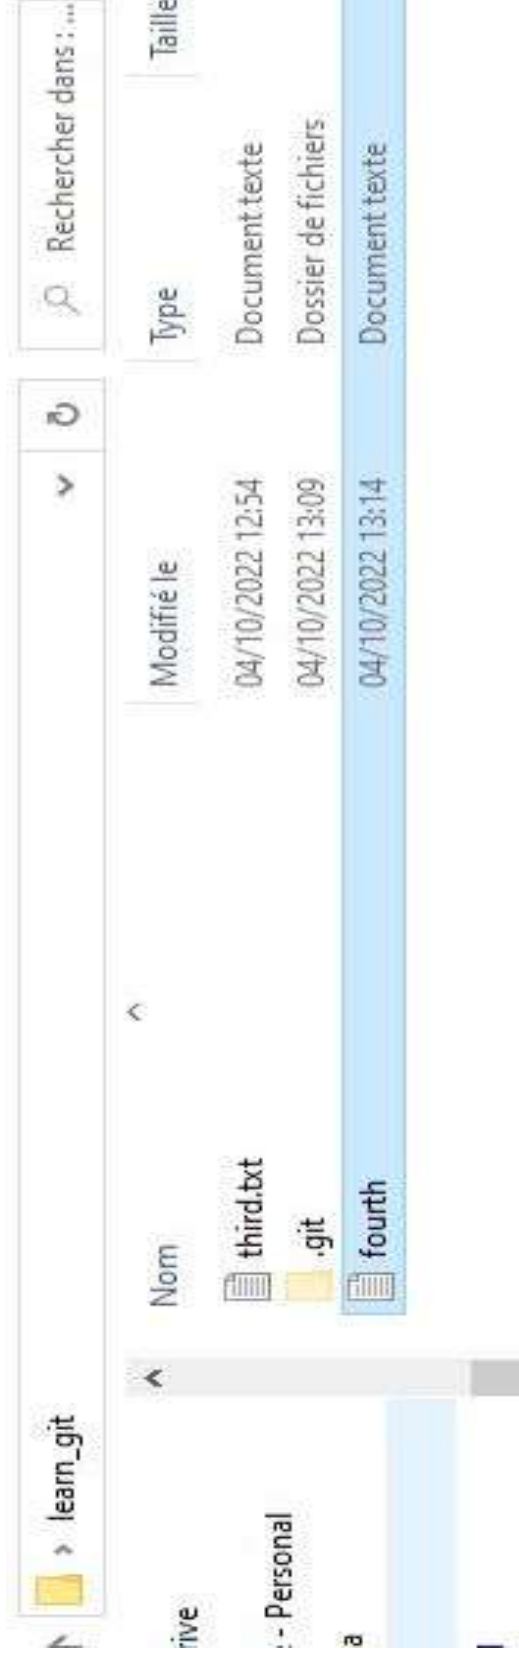 learn_git
Rechercher dans : ...
Nom Modifié le Type Taille
third.txt 04/10/2022 12:54 Document texte
.git 04/10/2022 13:09 Dossier de fichiers
fourth 04/10/2022 13:14 Document texte
rive
- Personal
a